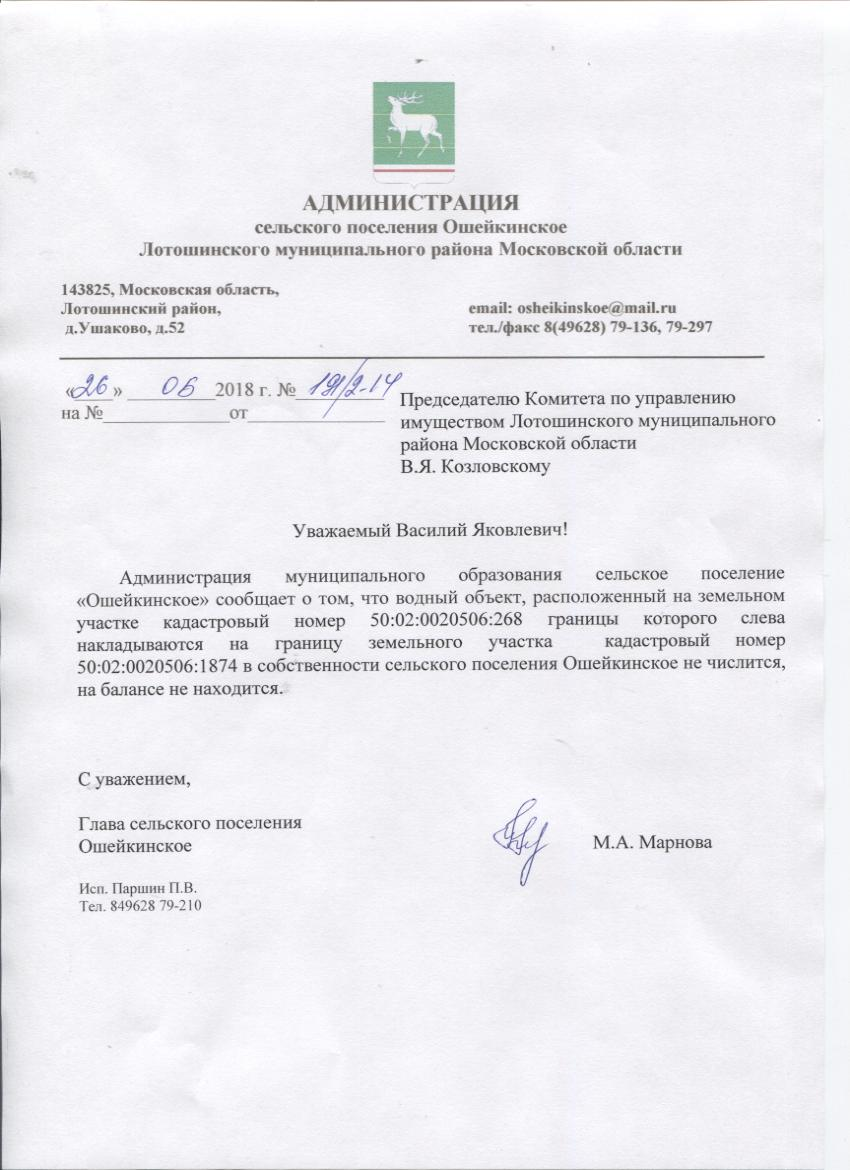 АДМИНИСТРАЦИЯ
сельского поселения Ошейкинское
Лотошинского муниципального района Московской области
143825, Московская область,
Лотошинский район,
д.Ушаково, д.52
email: osheikinskoe@mail.ru
тел./факс 8(49628) 79-136, 79-297
«26» 06 2018 г. №
на №______________от_______________
Председателю Комитета по управлению
имуществом Лотошинского муниципального
района Московской области
В.Я. Козловскому
Уважаемый Василий Яковлевич!
Администрация муниципального образования сельское поселение
«Ошейкинское» сообщает о том, что водный объект, расположенный на земельном
участке кадастровый номер 50:02:0020506:268 границы которого слева
накладываются на границу земельного участка кадастровый номер
50:02:0020506:1874 в собственности сельского поселения Ошейкинское не числится,
на балансе не находится.
С уважением,
Глава сельского поселения
Ошейкинское
М.А. Марнова
Исп. Паршин П.В.
Тел. 849628 79-210